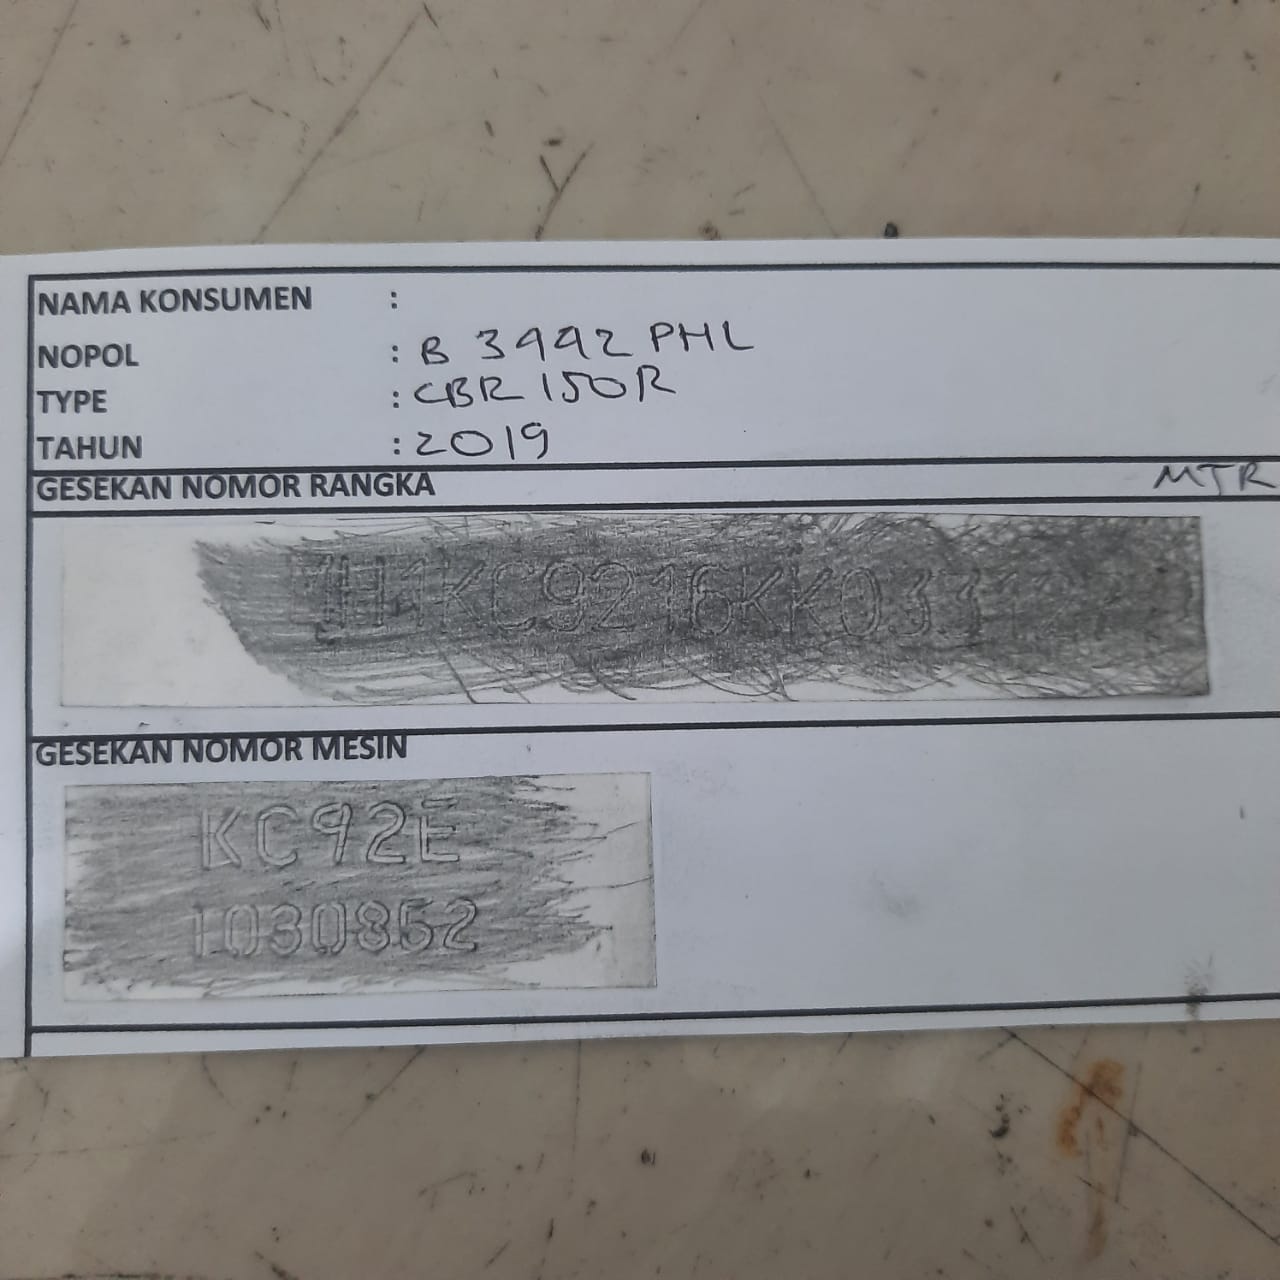 NAMA KONSUMEN :
NOPOL : B 3992 PHL
TYPE : CBR 150R
TAHUN : 2019
GESEKAN NOMOR RANGKA MTR
GESEKAN NOMOR MESIN
KC92E
1030852